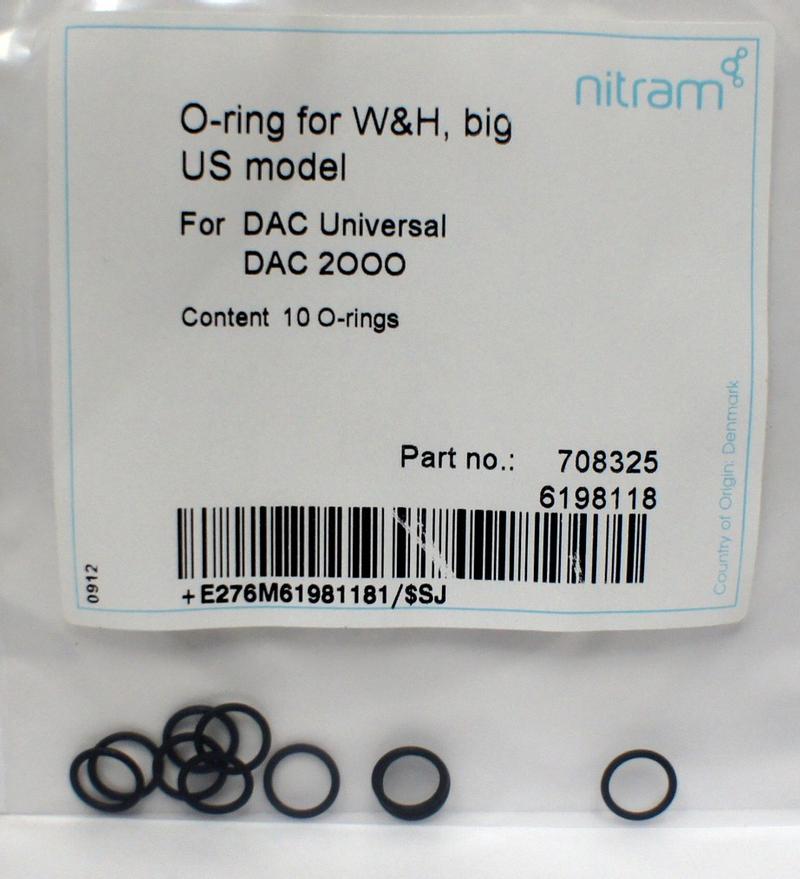 nitram
O-ring for W&H, big
US model
For DAC Universal
DAC 2000
Content 10 O-rings
Part no.: 708325
6198118
+E276M61981181/$SJ
0912
Country of Origin: Denmark